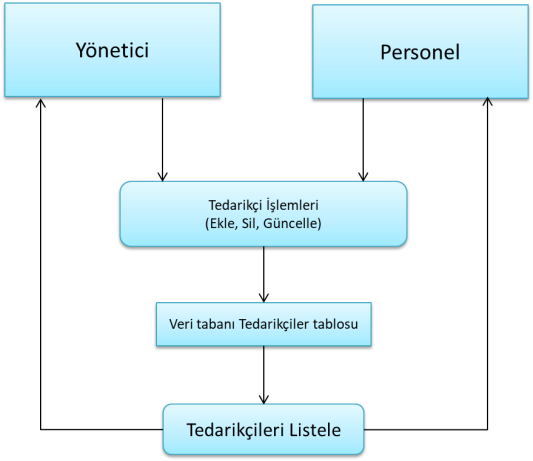 Yönetici
Personel
Tedarikçi İşlemleri
(Ekle, Sil, Güncelle)
Veri tabanı Tedarikçiler tablosu
Tedarikçileri Listele